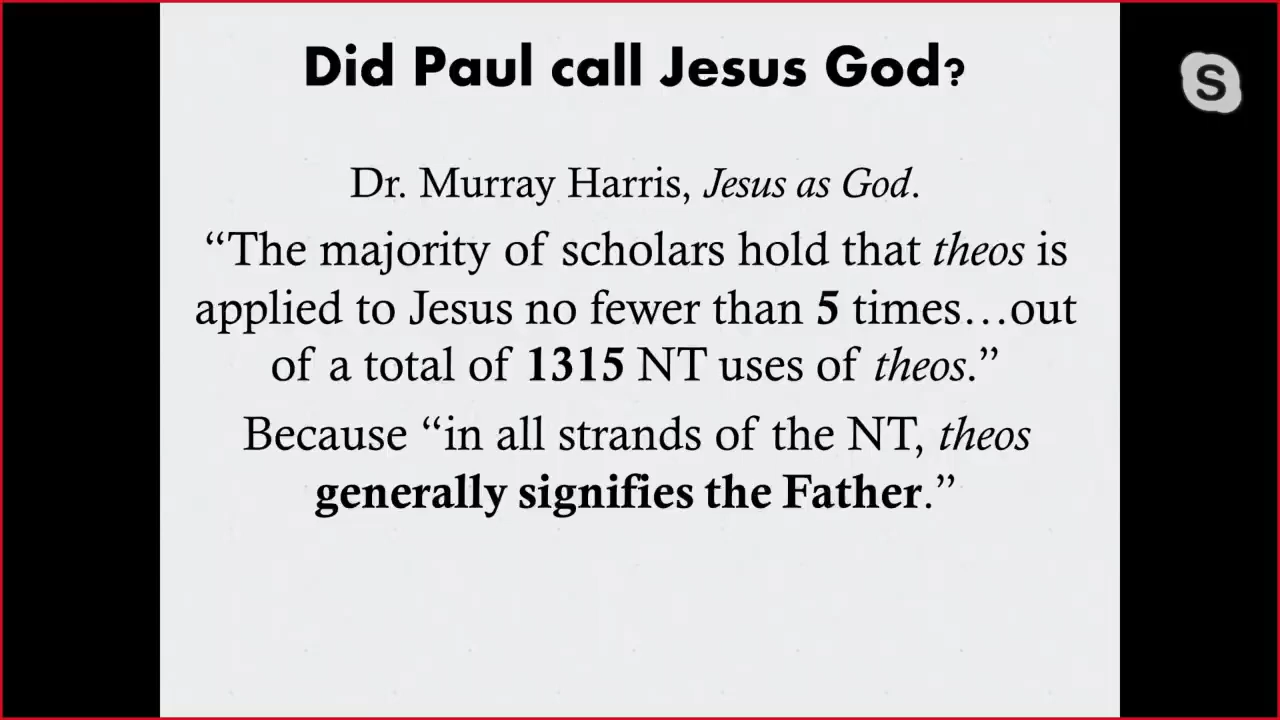 Did Paul call Jesus God?
S
Dr. Murray Harris, Jesus as God.
“The majority of scholars hold that theos is
applied to Jesus no fewer than 5 times…out
of a total of 1315 NT uses of theos.”
Because “in all strands of the NT, theos
generally signifies the Father.”